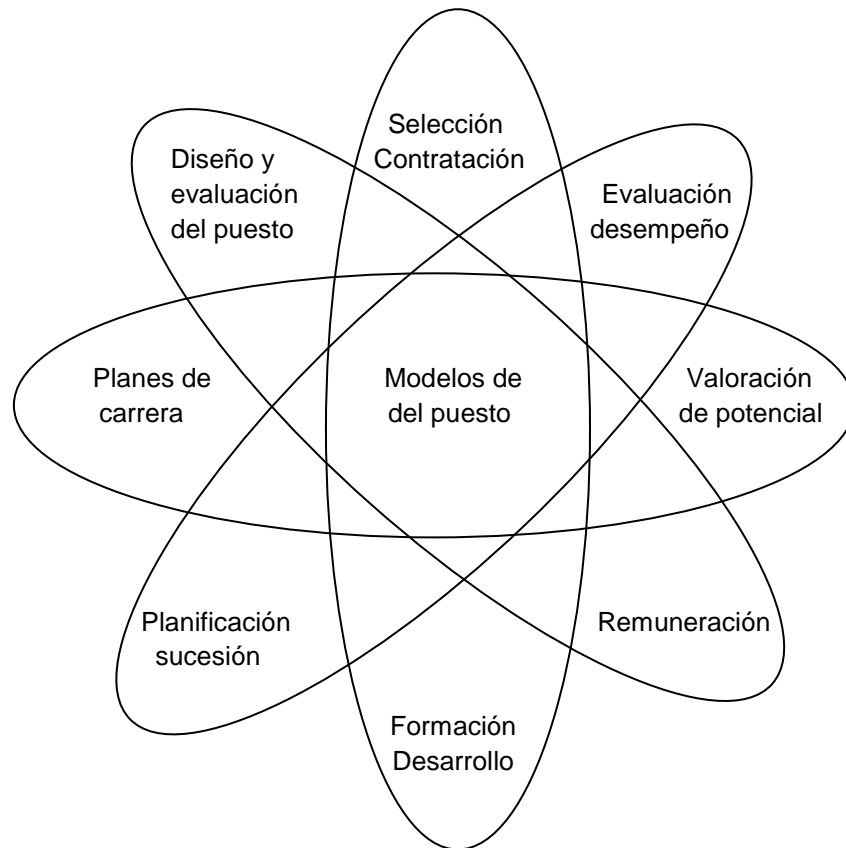 Selección
Contratación
Diseño y
evaluación
del puesto
Evaluación
desempeño
Planes de
carrera
Modelos de
del puesto
Valoración
de potencial
Planificación
sucesión
Remuneración
Formación
Desarrollo